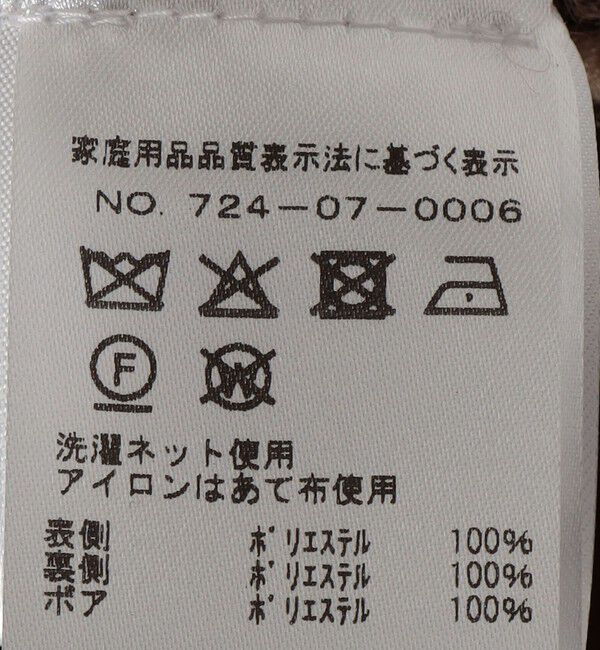 家庭用品品質表示法に基づく表示
NO. 724-07-0006
F W
洗濯ネット使用
アイロンはあて布使用
表側 ポリエステル 100%
裏側 ポリエステル 100%
ボア ポリエステル 100%